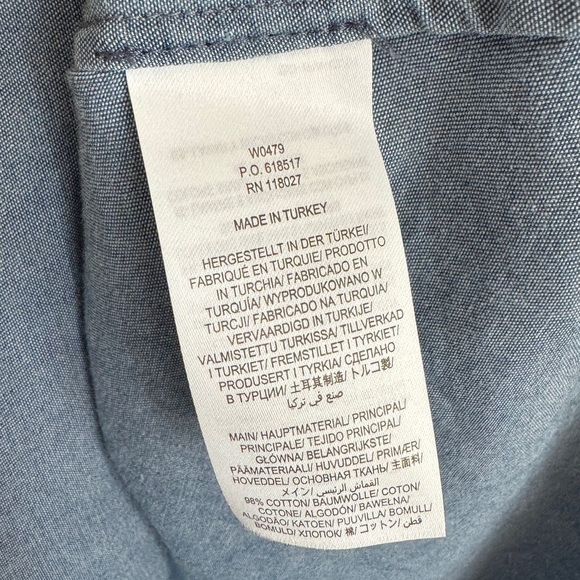 W0479
P.O. 618517
RN 118027
MADE IN TURKEY
HERGESTELLT IN DER TÜRKEI/
FABRIQUÉ EN TURQUIE/ PRODOTTO
IN TURCHIA/ FABRICADO EN
TURQUÍA/ WYPRODUKOWANO W
TURCJI/ FABRICADO NA TURQUIA/
VERVAARDIGD IN TURKIJE/
VALMISTETTU TURKISSA/ TILLVERKAD
I TURKIET/ FREMSTILLET I TYRKIET/
PRODUSERT I TYRKIA/ СДЕЛАНО
В ТУРЦИИ/ 土耳其制造/ トルコ製/
صنع في تركيا
MAIN/ HAUPTMATERIAL/ PRINCIPAL/
PRINCIPALE/ TEJIDO PRINCIPAL/
GŁÓWNA/ BELANGRIJKSTE/
PÄÄMATERIAALI/ HUVUDDEL/ PRIMÆR/
HOVEDDEL/ ОСНОВНАЯ ТКАНЬ/ 主面料/
メイン/ القماش الرئيسي/
98% COTTON/ BAUMWOLLE/ COTON/
COTONE/ ALGODÓN/ BAWEŁNA/
ALGODÃO/ KATOEN/ PUUVILLA/ BOMULL/
BOMULD/ ХЛОПОК/ 棉/ コットン/ قطن/